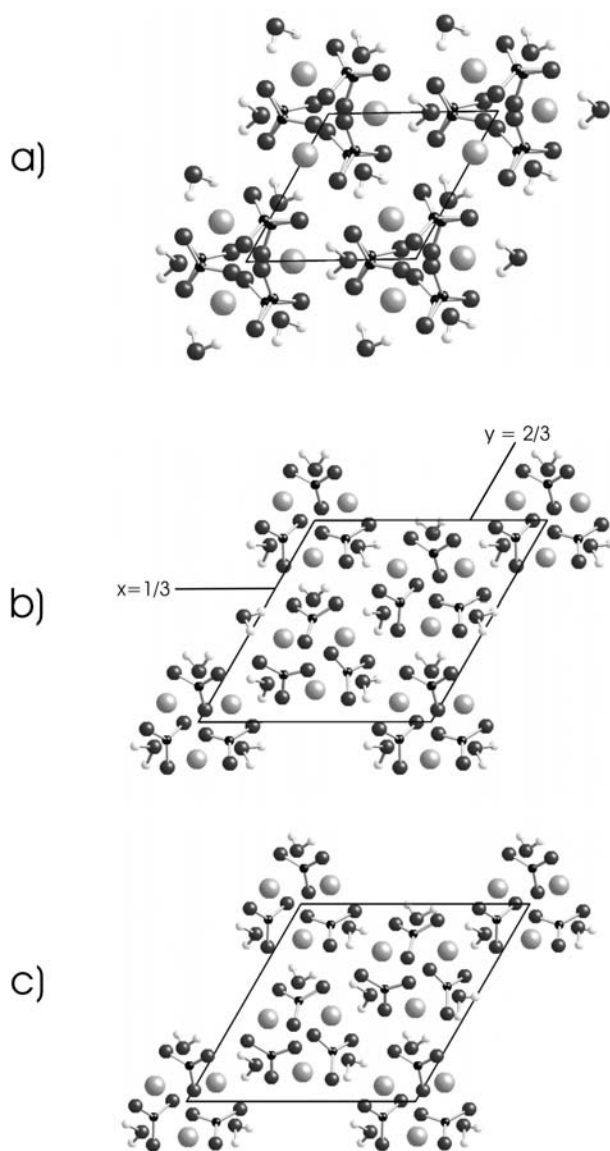 a)
y = 2/3
x=1/3
b)
c)